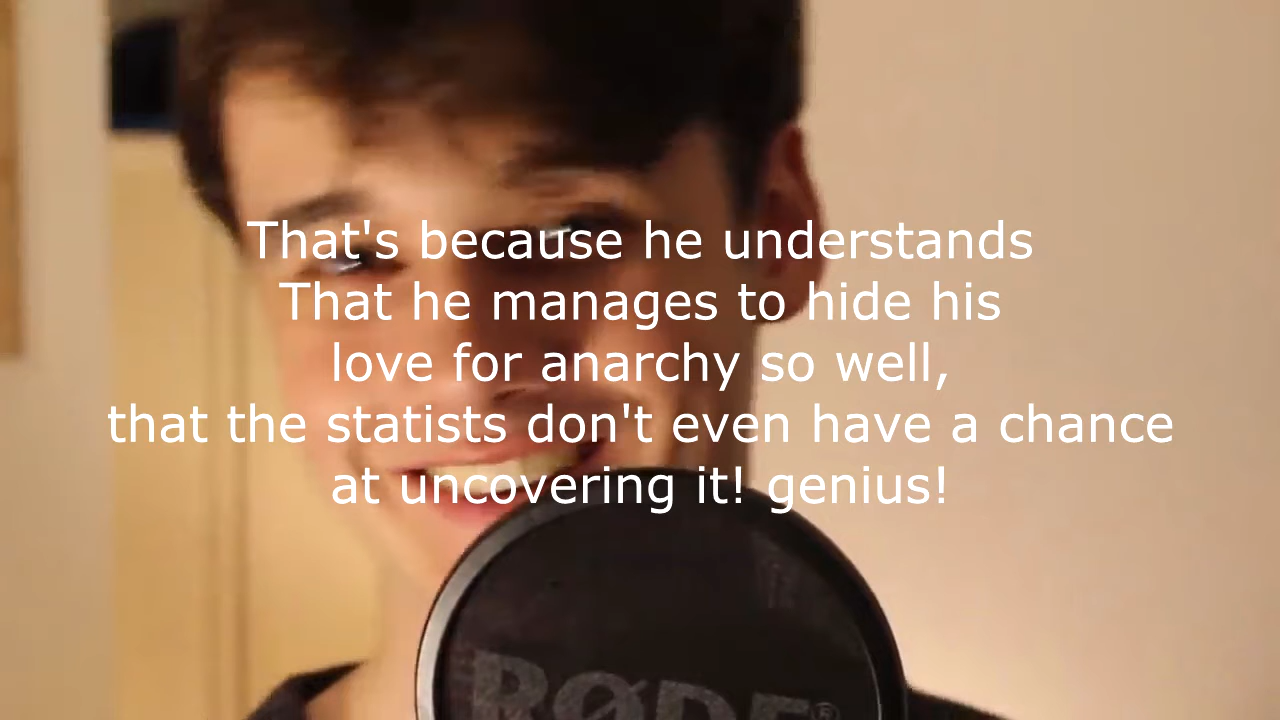 That's because he understands
That he manages to hide his
love for anarchy so well,
that the statists don't even have a chance
at uncovering it! genius!
RØDE®